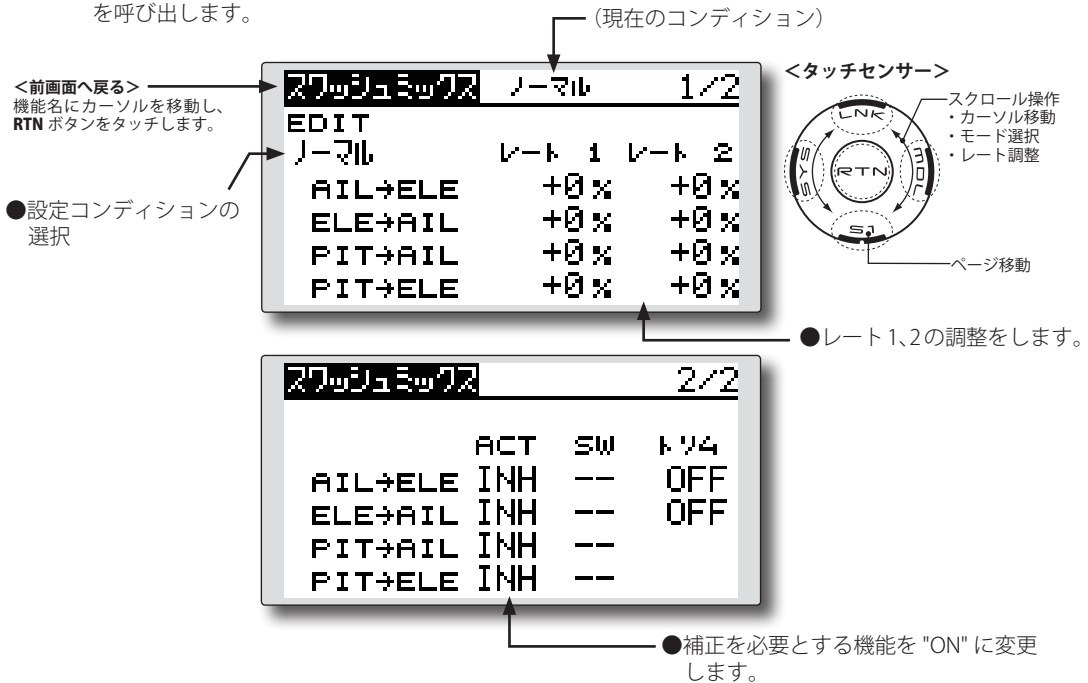 を呼び出します。
（現在のコンディション）
＜前画面へ戻る＞
機能名にカーソルを移動し、
RTN ボタンをタッチします。
スワッシュミックス ノーマル 1/2
EDIT
ノーマル レート 1 レート 2
AIL→ELE +0% +0%
ELE→AIL +0% +0%
PIT→AIL +0% +0%
PIT→ELE +0% +0%
●設定コンディションの
選択
＜タッチセンサー＞
LNK
SYS
RTN
MDL
S1
スクロール操作
・カーソル移動
・モード選択
・レート調整
ページ移動
●レート1、2の調整をします。
スワッシュミックス 2/2
ACT SW トリム
AIL→ELE INH -- OFF
ELE→AIL INH -- OFF
PIT→AIL INH --
PIT→ELE INH --
●補正を必要とする機能を "ON" に変更
します。